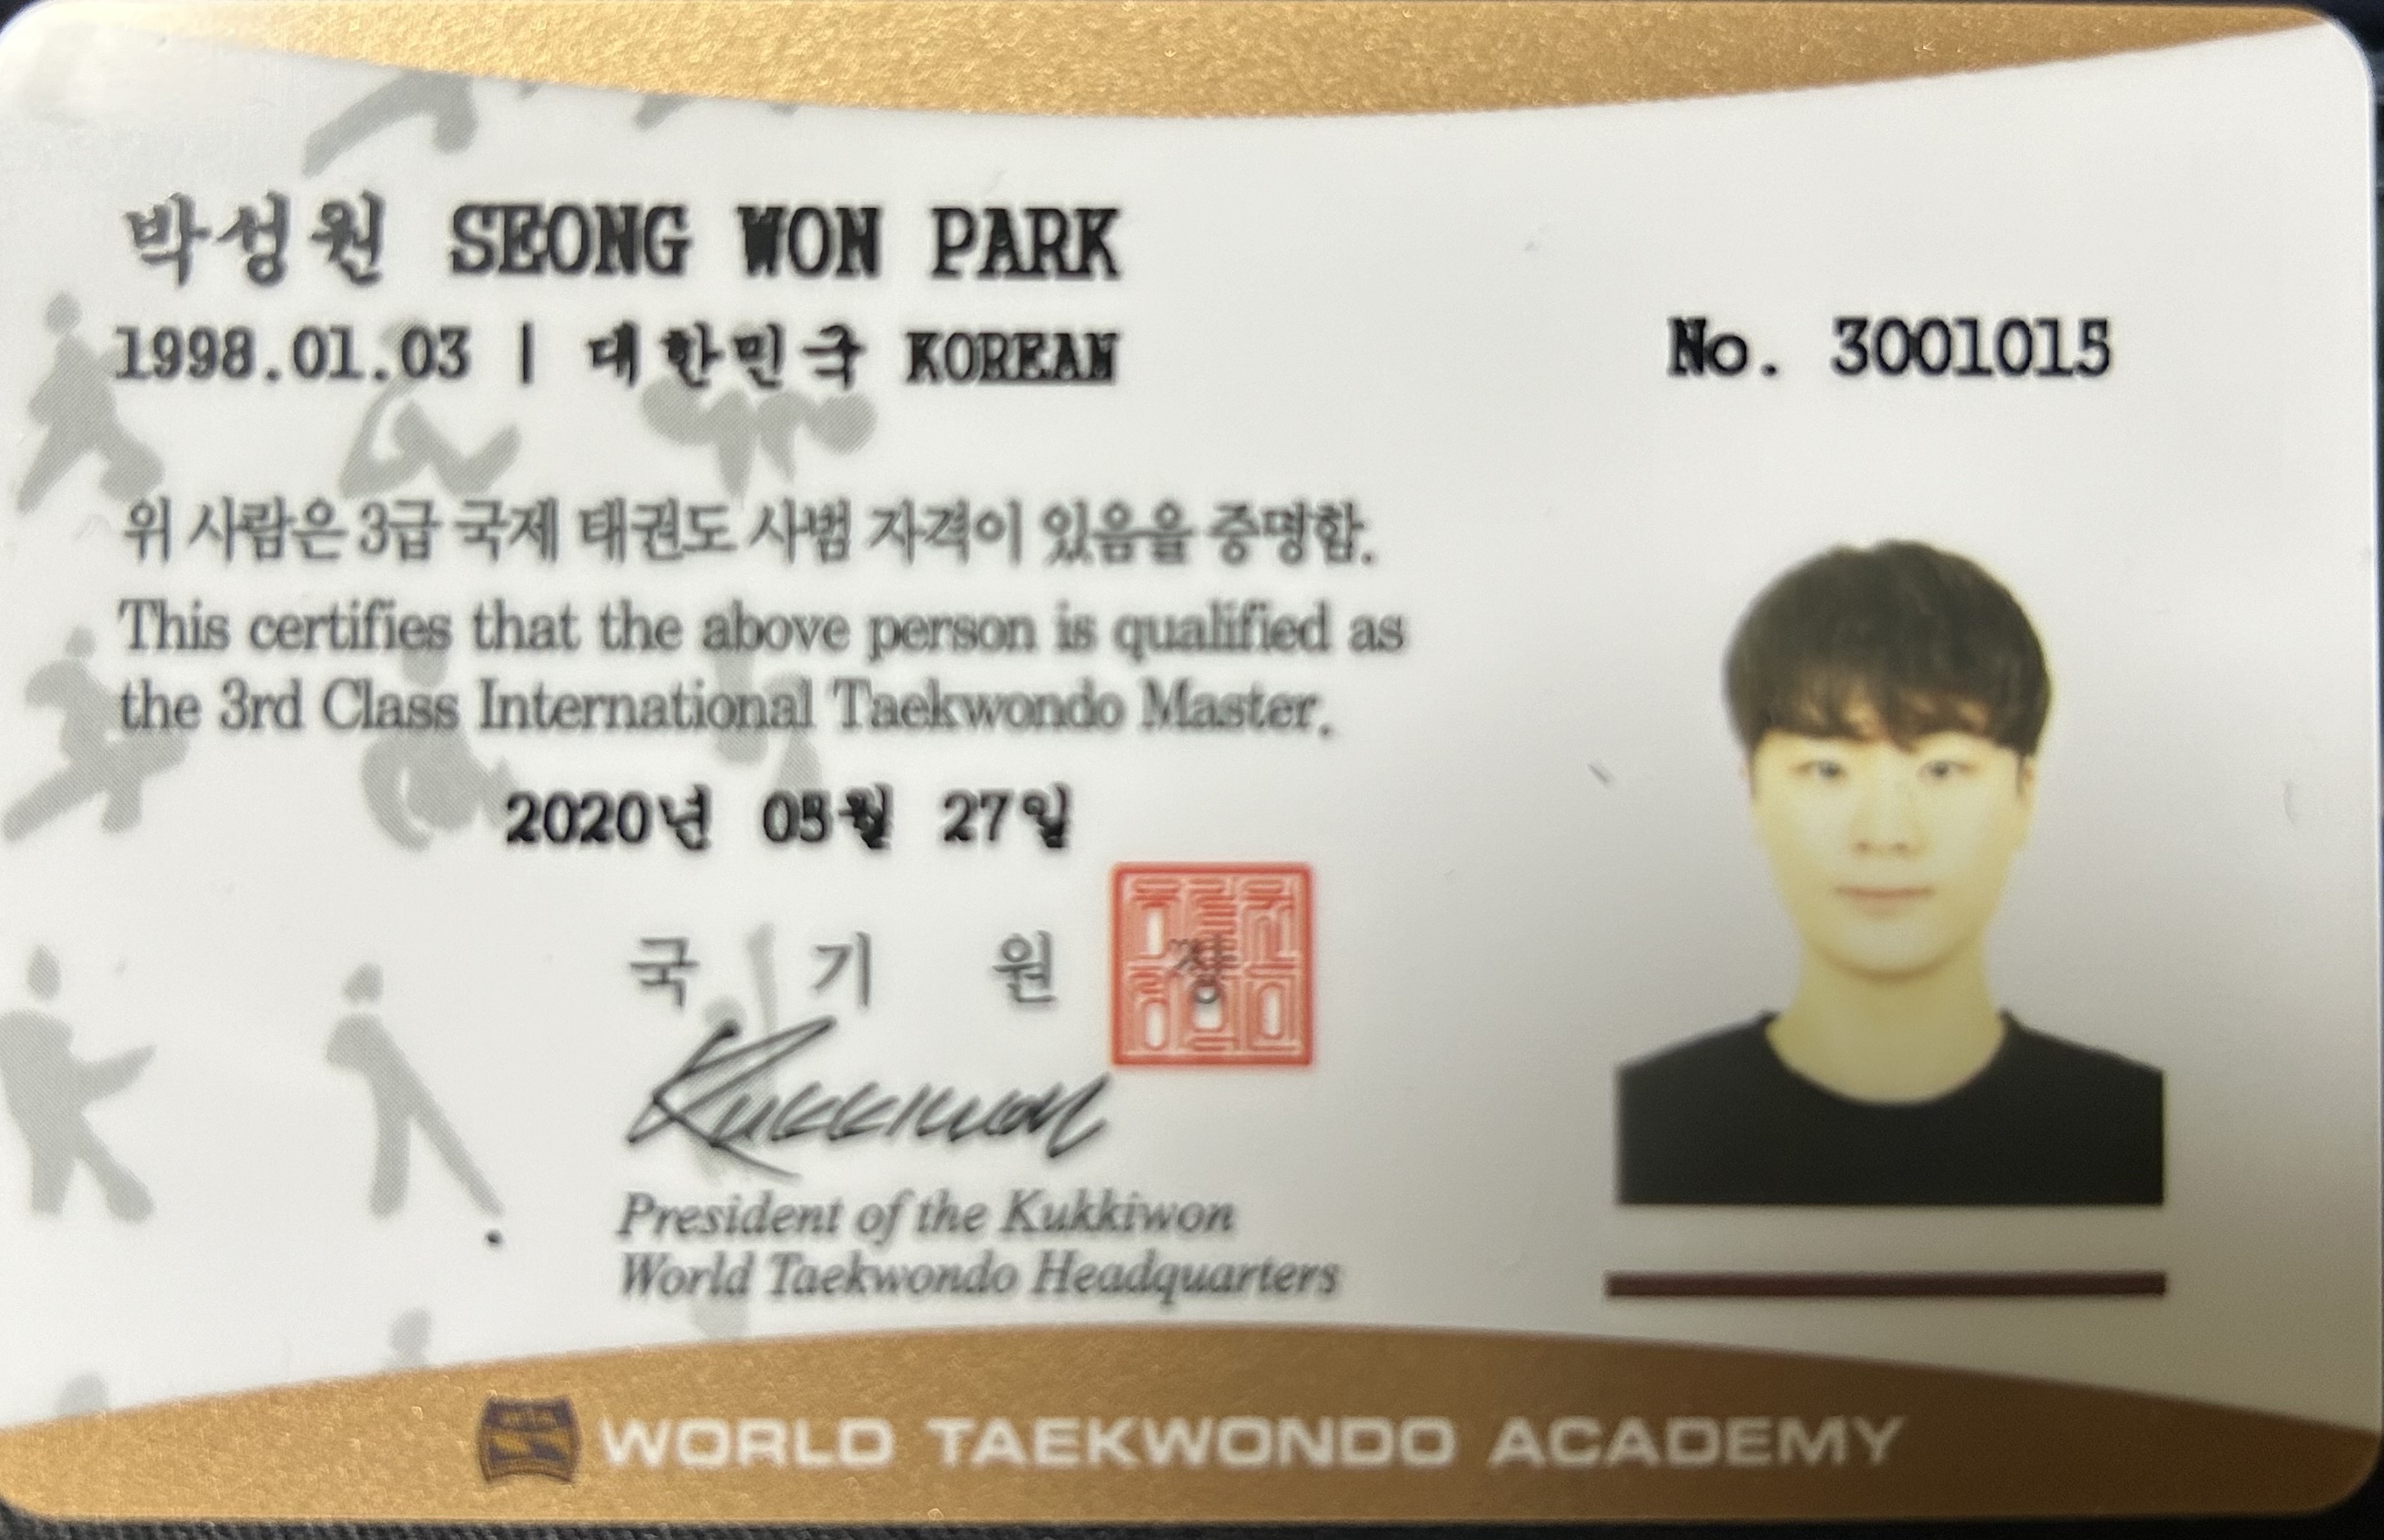 박성원 SEONG WON PARK
1998.01.03 | 대한민국 KOREAN
No. 3001015
위 사람은 3급 국제 태권도 사범 자격이 있음을 증명함.
This certifies that the above person is qualified as
the 3rd Class International Taekwondo Master.
2020년 05월 27일
국 기 원 장
Kukkiwon
President of the Kukkiwon
World Taekwondo Headquarters
WORLD TAEKWONDO ACADEMY